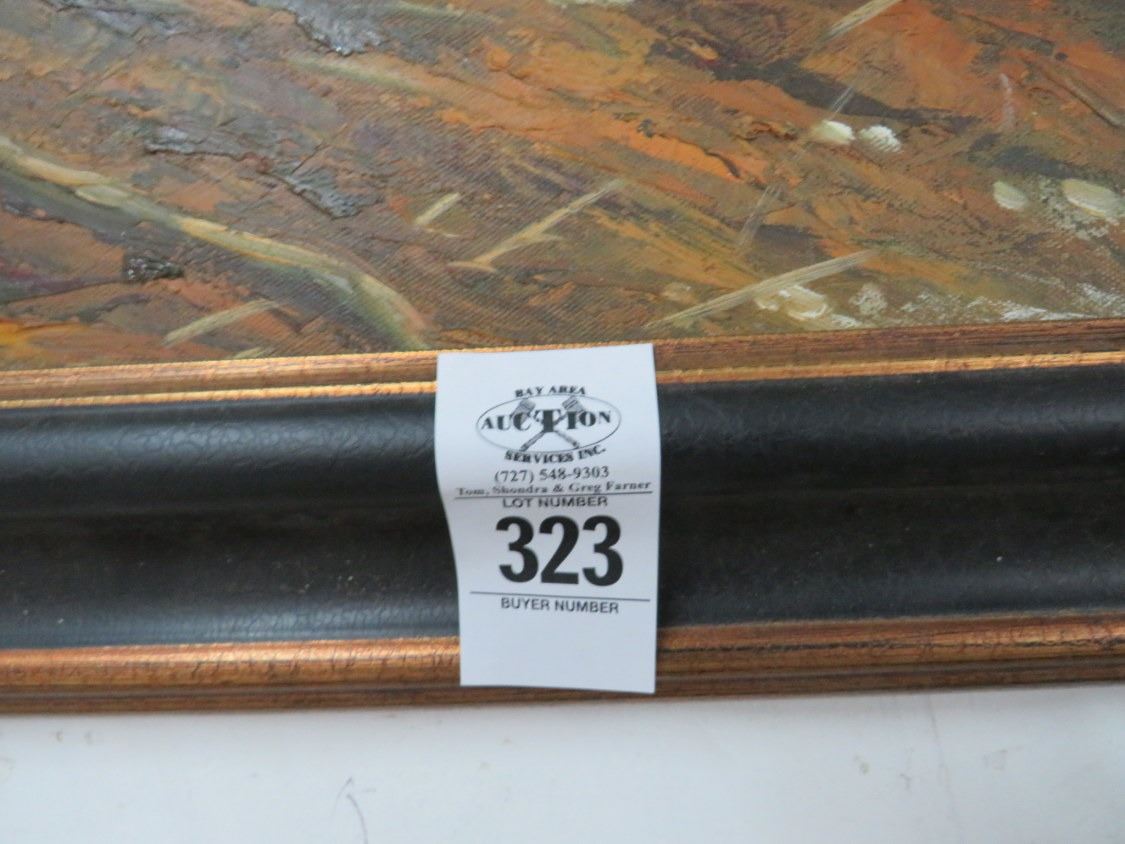 BAY AREA
AUCTION
SERVICES INC.
(727) 548-9303
Tom, Shondra & Greg Farner
LOT NUMBER
323
BUYER NUMBER